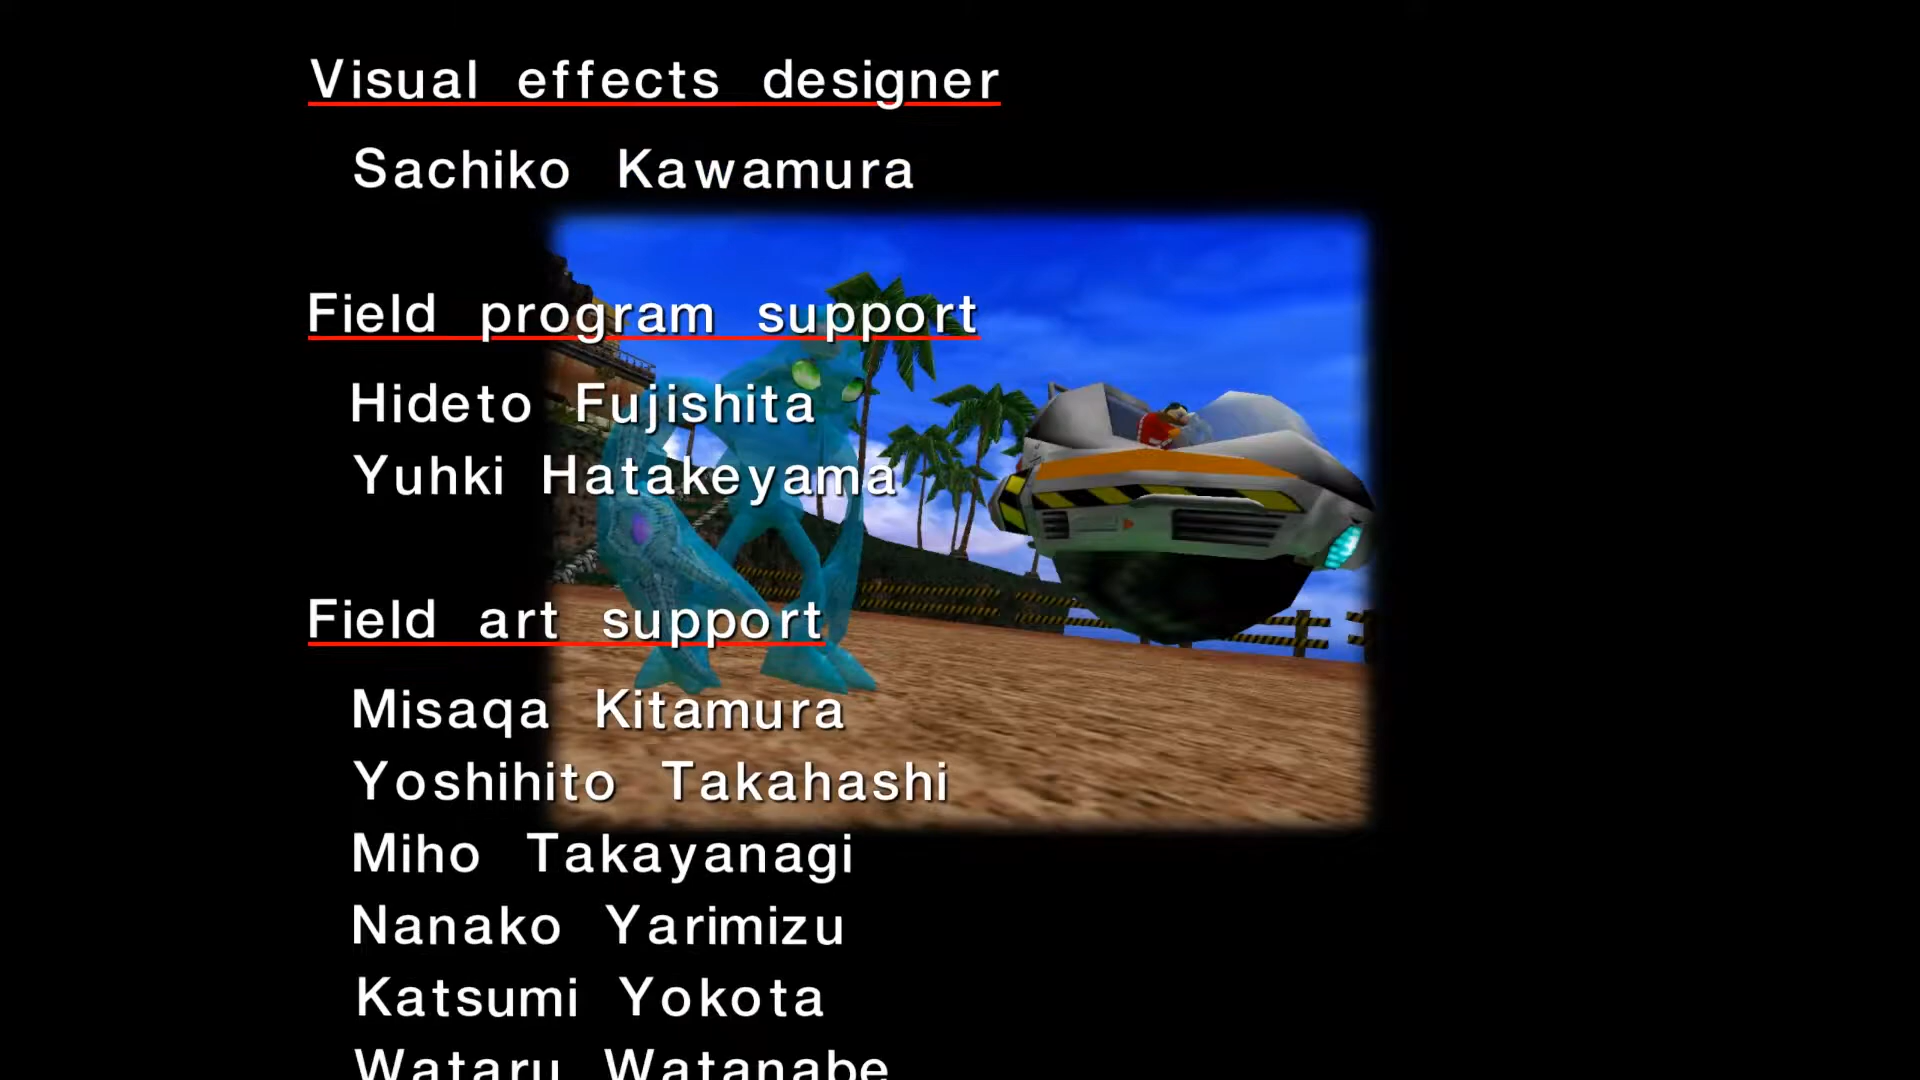 Visual effects designer
Sachiko Kawamura
Field program support
Hideto Fujishita
Yuhki Hatakeyama
Field art support
Misaqa Kitamura
Yoshihito Takahashi
Miho Takayanagi
Nanako Yarimizu
Katsumi Yokota
Wataru Watanabe